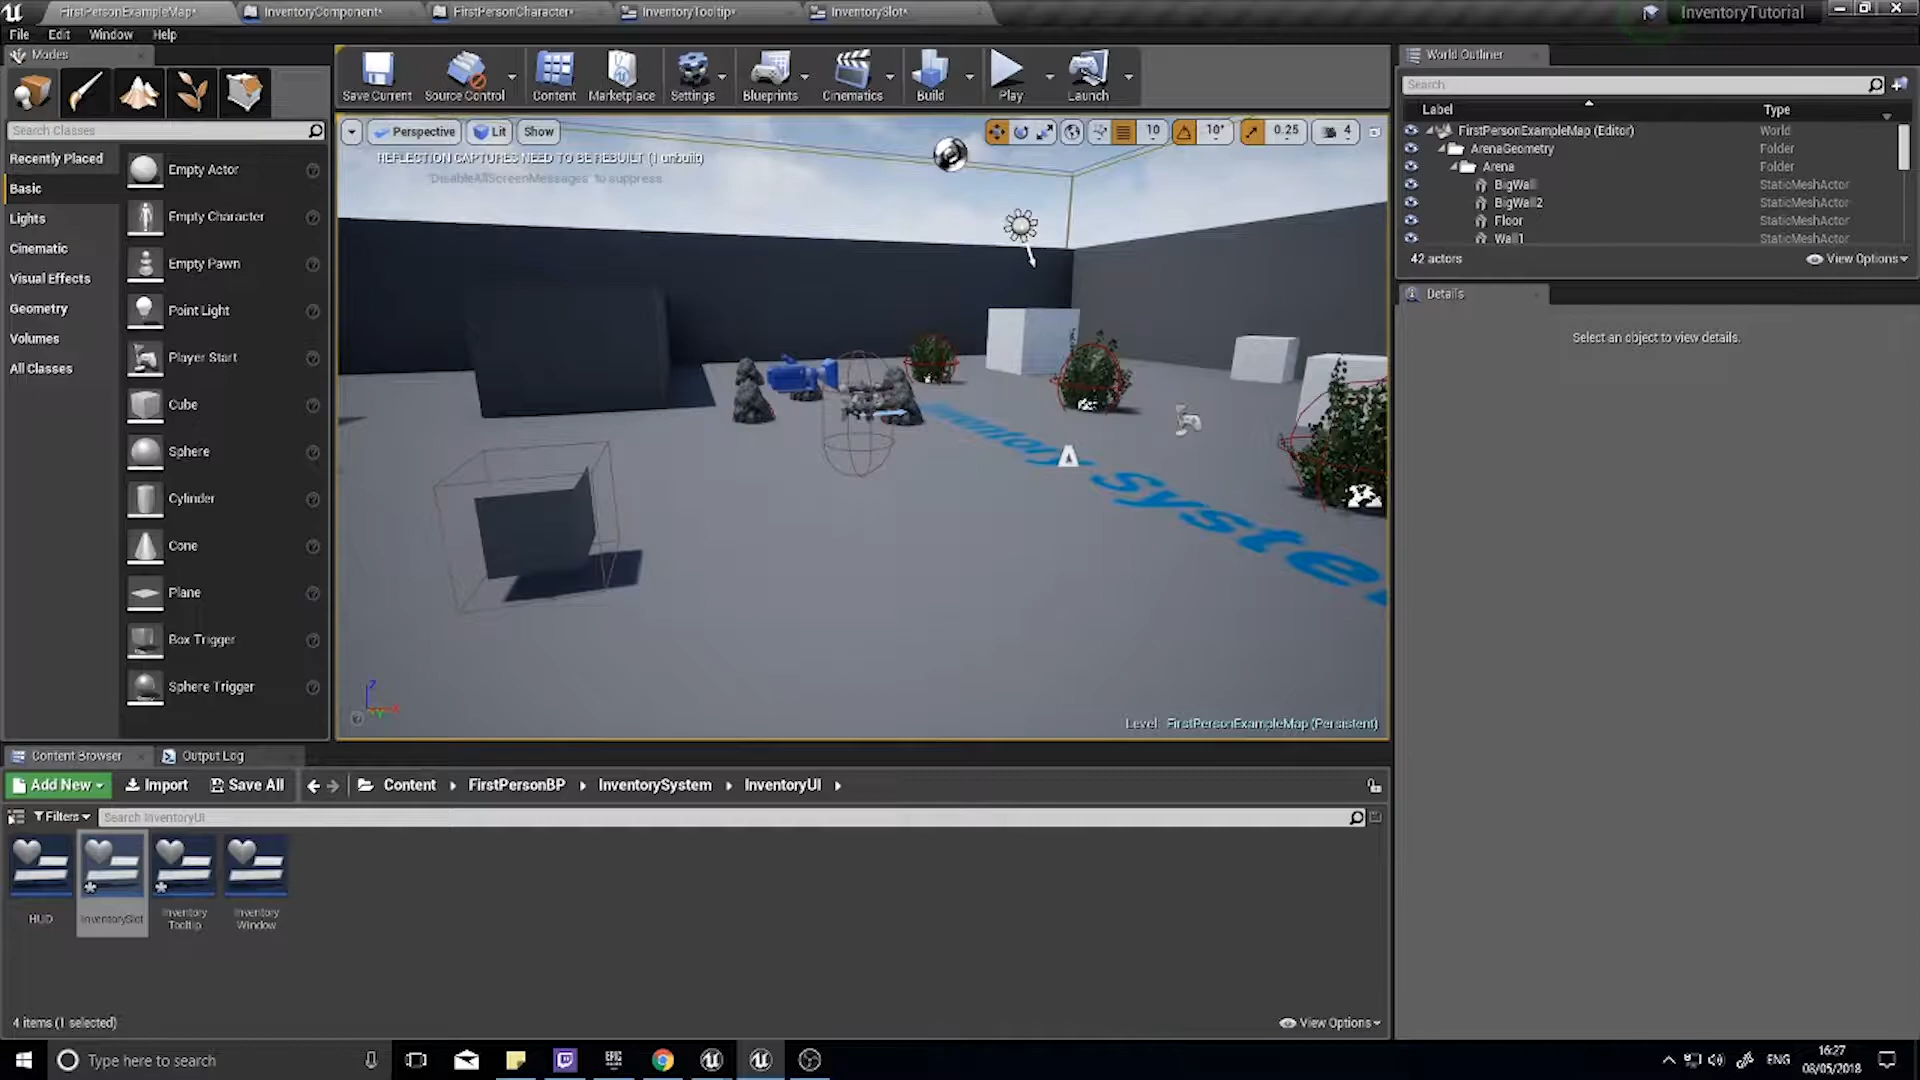 FirstPersonExampleMap*
InventoryComponent*
FirstPersonCharacter*
InventoryTooltip*
InventorySlot*
InventoryTutorial
File Edit Window Help
Modes
Save Current
Source Control
Content
Marketplace
Settings
Blueprints
Cinematics
Build
Play
Launch
Search Classes
Recently Placed
Basic
Lights
Cinematic
Visual Effects
Geometry
Volumes
All Classes
Empty Actor
Empty Character
Empty Pawn
Point Light
Player Start
Cube
Sphere
Cylinder
Cone
Plane
Box Trigger
Sphere Trigger
Perspective Lit Show
10 10° 0.25 4
REFLECTION CAPTURES NEED TO BE REBUILT (1 unbuilt)
'DisableAllScreenMessages' to suppress
Inventory System
Z
Level: FirstPersonExampleMap (Persistent)
World Outliner
Search
Label Type
FirstPersonExampleMap (Editor) World
ArenaGeometry Folder
Arena Folder
BigWall StaticMeshActor
BigWall2 StaticMeshActor
Floor StaticMeshActor
Wall1 StaticMeshActor
42 actors
View Options
Details
Select an object to view details.
Content Browser
Output Log
Add New Import Save All Content FirstPersonBP InventorySystem InventoryUI
Filters Search InventoryUI
HUD
InventorySlot
Inventory
Tooltip
Inventory
Window
4 items (1 selected)
View Options
Type here to search
EPIC
ENG
16:27
08/05/2018